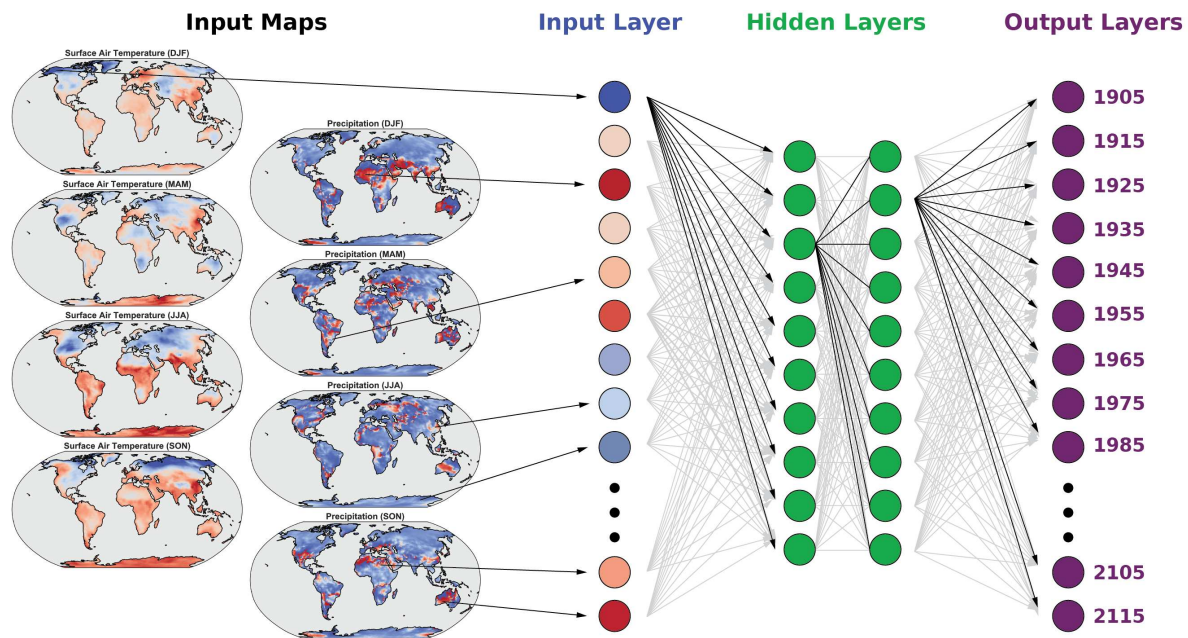 Input Maps
Input Layer
Hidden Layers
Output Layers
Surface Air Temperature (DJF)
Precipitation (DJF)
Surface Air Temperature (MAM)
Precipitation (MAM)
Surface Air Temperature (JJA)
Precipitation (JJA)
Surface Air Temperature (SON)
Precipitation (SON)
1905
1915
1925
1935
1945
1955
1965
1975
1985
2105
2115